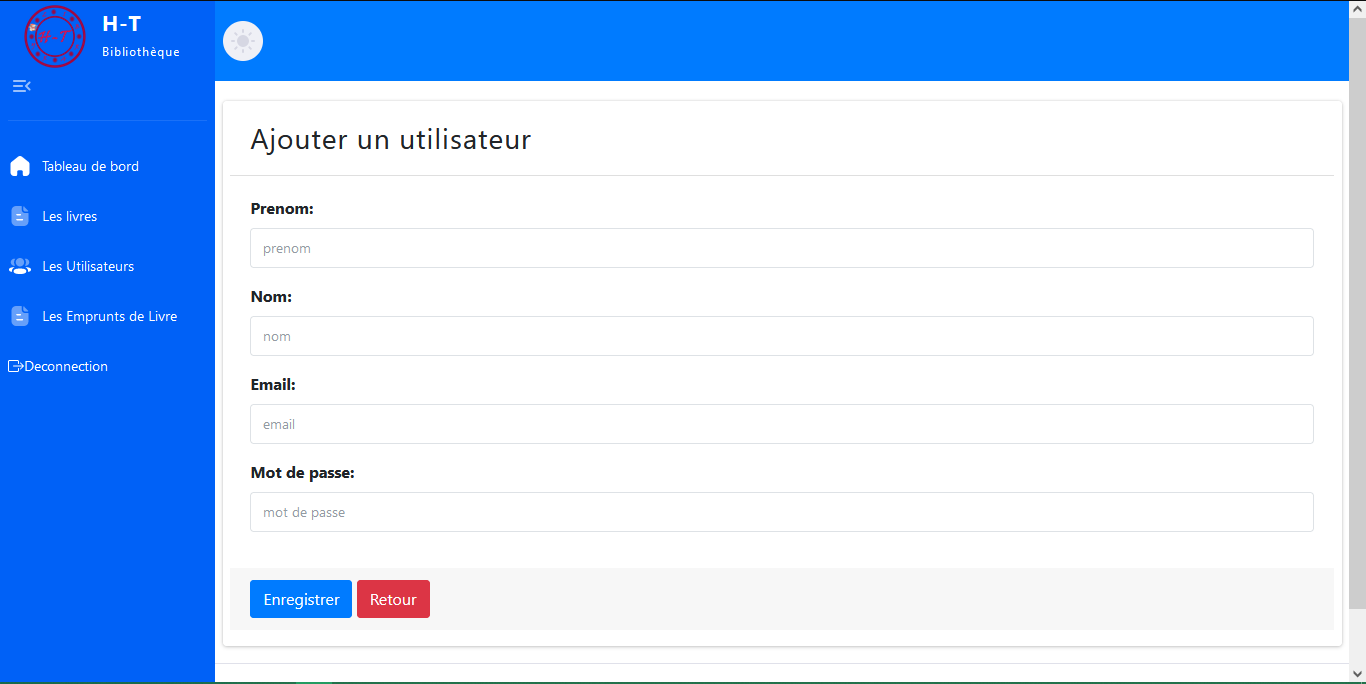 H-T
H-T
Bibliothèque
Tableau de bord
Les livres
Les Utilisateurs
Les Emprunts de Livre
Deconnection
Ajouter un utilisateur
Prenom:
prenom
Nom:
nom
Email:
email
Mot de passe:
mot de passe
Enregistrer Retour